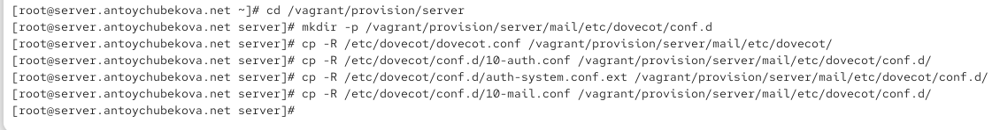 [root@server.antoychubekova.net ~]# cd /vagrant/provision/server
[root@server.antoychubekova.net server]# mkdir -p /vagrant/provision/server/mail/etc/dovecot/conf.d
[root@server.antoychubekova.net server]# cp -R /etc/dovecot/dovecot.conf /vagrant/provision/server/mail/etc/dovecot/
[root@server.antoychubekova.net server]# cp -R /etc/dovecot/conf.d/10-auth.conf /vagrant/provision/server/mail/etc/dovecot/conf.d/
[root@server.antoychubekova.net server]# cp -R /etc/dovecot/conf.d/auth-system.conf.ext /vagrant/provision/server/mail/etc/dovecot/conf.d/
[root@server.antoychubekova.net server]# cp -R /etc/dovecot/conf.d/10-mail.conf /vagrant/provision/server/mail/etc/dovecot/conf.d/
[root@server.antoychubekova.net server]#